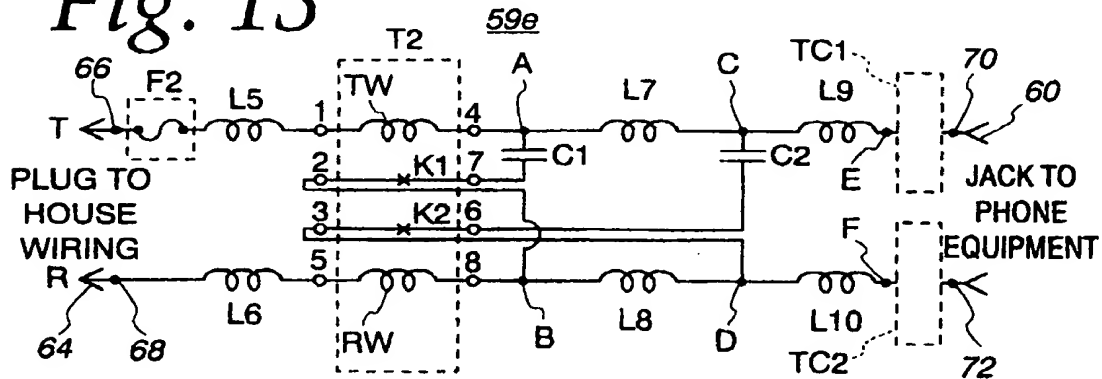 Fig. 13
59e
T2
A
C
TC1
70
60
66
F2
L5
1
TW
4
L7
L9
T
2
K1
7
C1
C2
E
PLUG TO
HOUSE
WIRING
3
K2
6
F
JACK TO
PHONE
EQUIPMENT
R
5
8
L6
RW
B
L8
D
L10
64
68
TC2
72